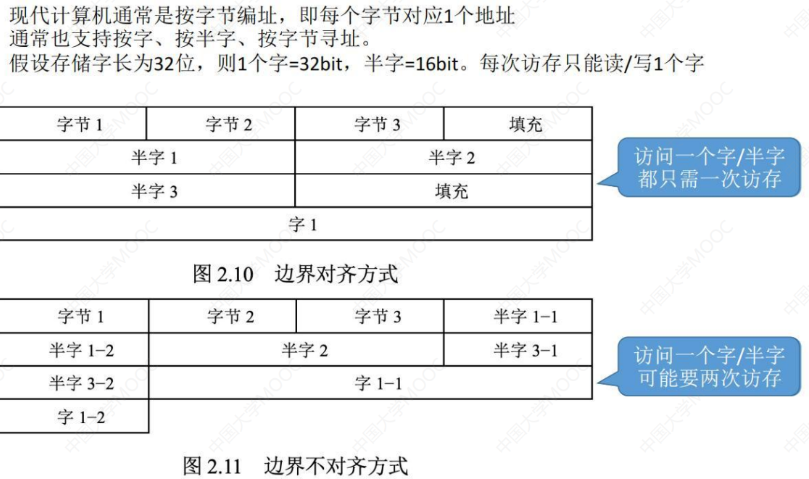 现代计算机通常是按字节编址，即每个字节对应1个地址
通常也支持按字、按半字、按字节寻址。
假设存储字长为32位，则1个字=32bit，半字=16bit。每次访存只能读/写1个字
字节 1 字节 2 字节 3 填充
半字 1 半字 2
半字 3 填充
字 1
访问一个字/半字
都只需一次访存
图 2.10 边界对齐方式
字节 1 字节 2 字节 3 半字 1-1
半字 1-2 半字 2 半字 3-1
半字 3-2 字 1-1
字 1-2
访问一个字/半字
可能要两次访存
图 2.11 边界不对齐方式
中国大学MOOC